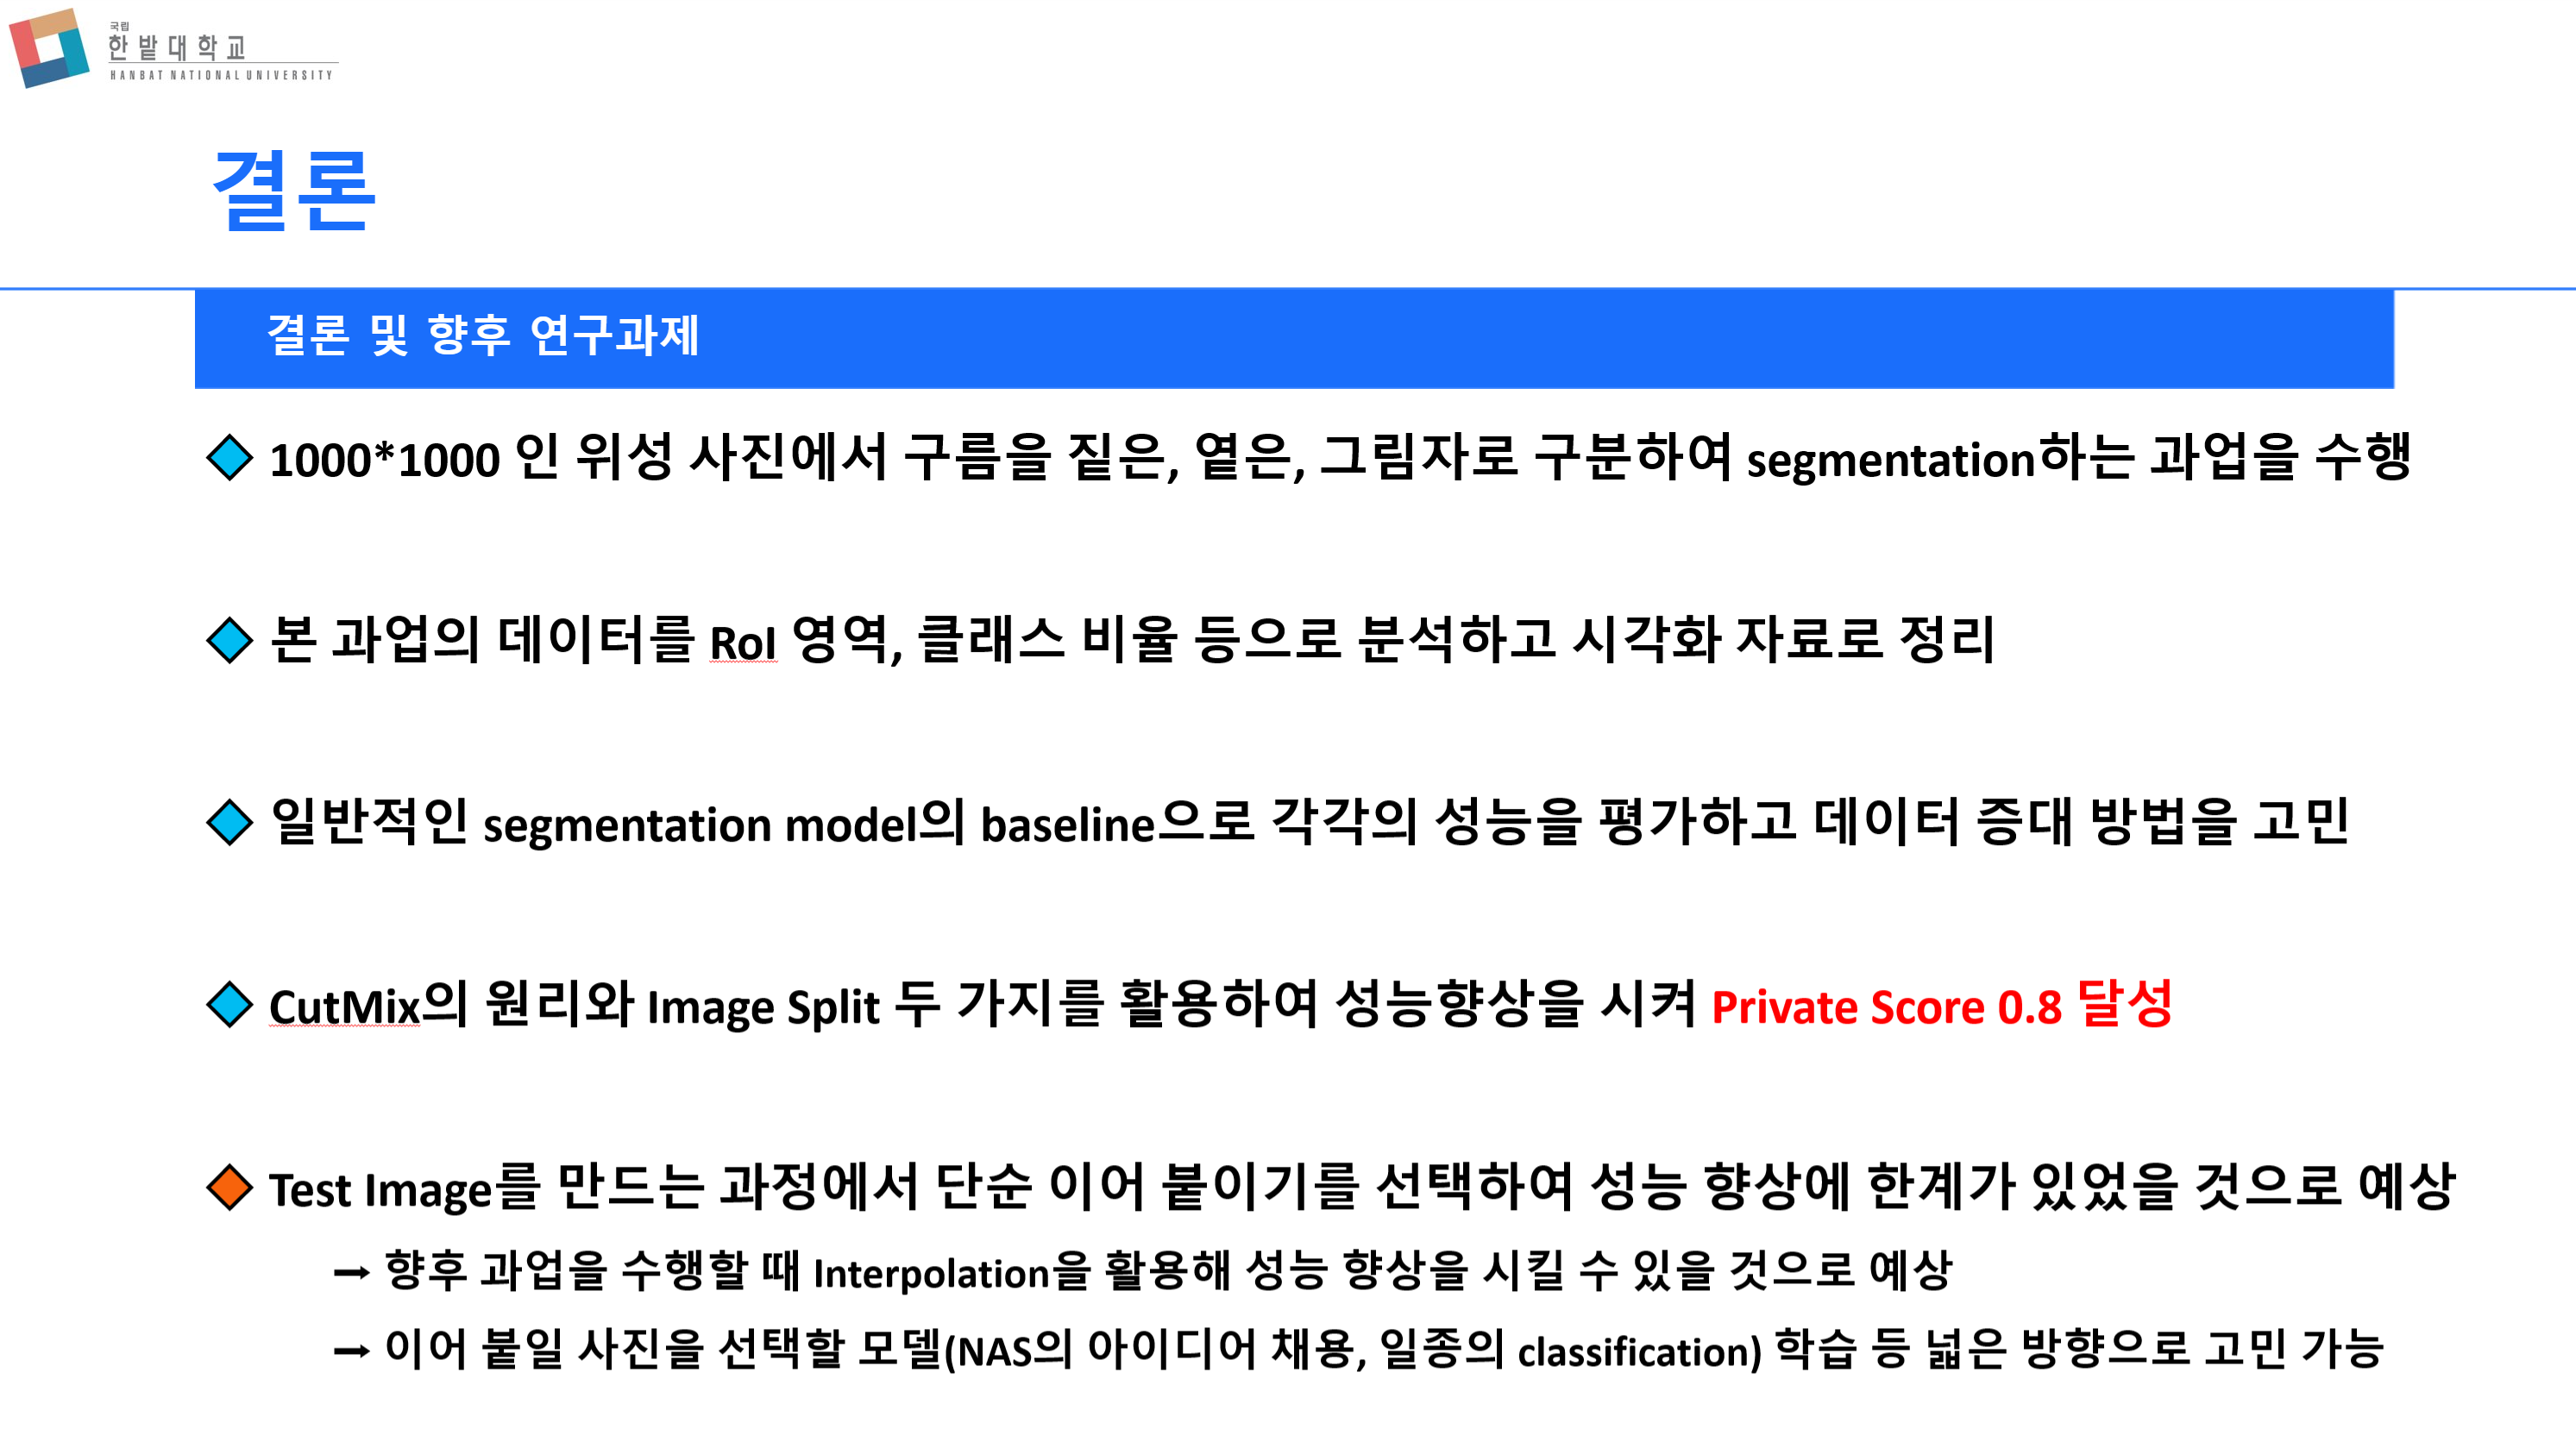 국립
한밭대학교
HANBAT NATIONAL UNIVERSITY
결론
결론 및 향후 연구과제
1000*1000 인 위성 사진에서 구름을 짙은, 옅은, 그림자로 구분하여 segmentation하는 과업을 수행
본 과업의 데이터를 RoI 영역, 클래스 비율 등으로 분석하고 시각화 자료로 정리
일반적인 segmentation model의 baseline으로 각각의 성능을 평가하고 데이터 증대 방법을 고민
CutMix의 원리와 Image Split 두 가지를 활용하여 성능향상을 시켜 Private Score 0.8 달성
Test Image를 만드는 과정에서 단순 이어 붙이기를 선택하여 성능 향상에 한계가 있었을 것으로 예상
→ 향후 과업을 수행할 때 Interpolation을 활용해 성능 향상을 시킬 수 있을 것으로 예상
→ 이어 붙일 사진을 선택할 모델(NAS의 아이디어 채용, 일종의 classification) 학습 등 넓은 방향으로 고민 가능